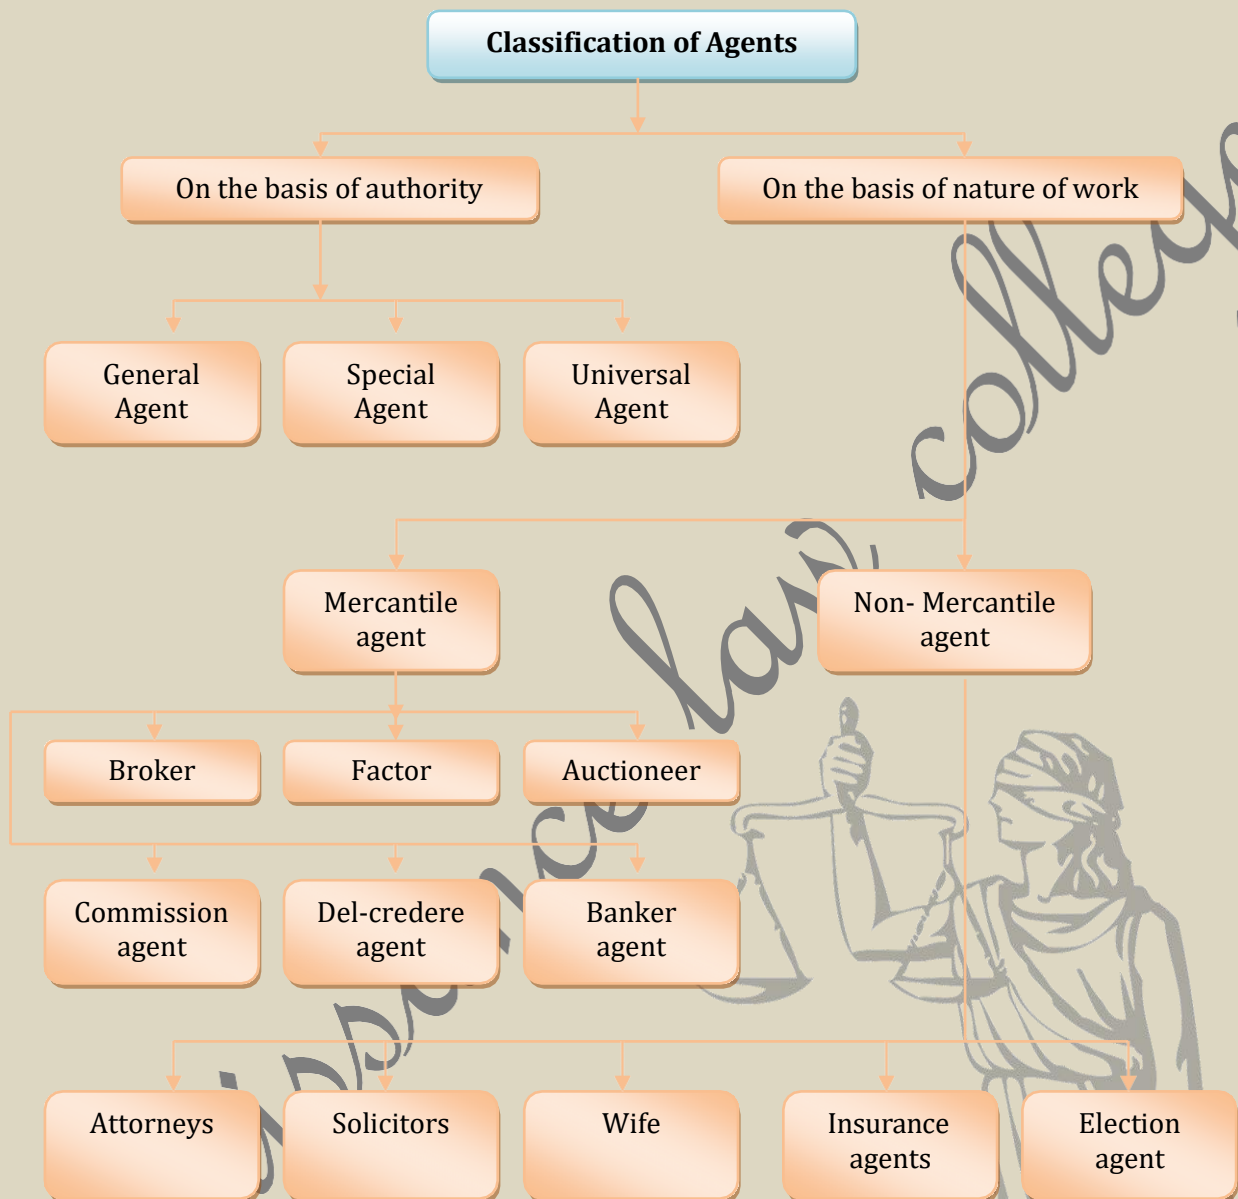 Classification of Agents
On the basis of authority
On the basis of nature of work
General
Agent
Special
Agent
Universal
Agent
Mercantile
agent
Non- Mercantile
agent
Broker
Factor
Auctioneer
Commission
agent
Del-credere
agent
Banker
agent
Attorneys
Solicitors
Wife
Insurance
agents
Election
agent
law